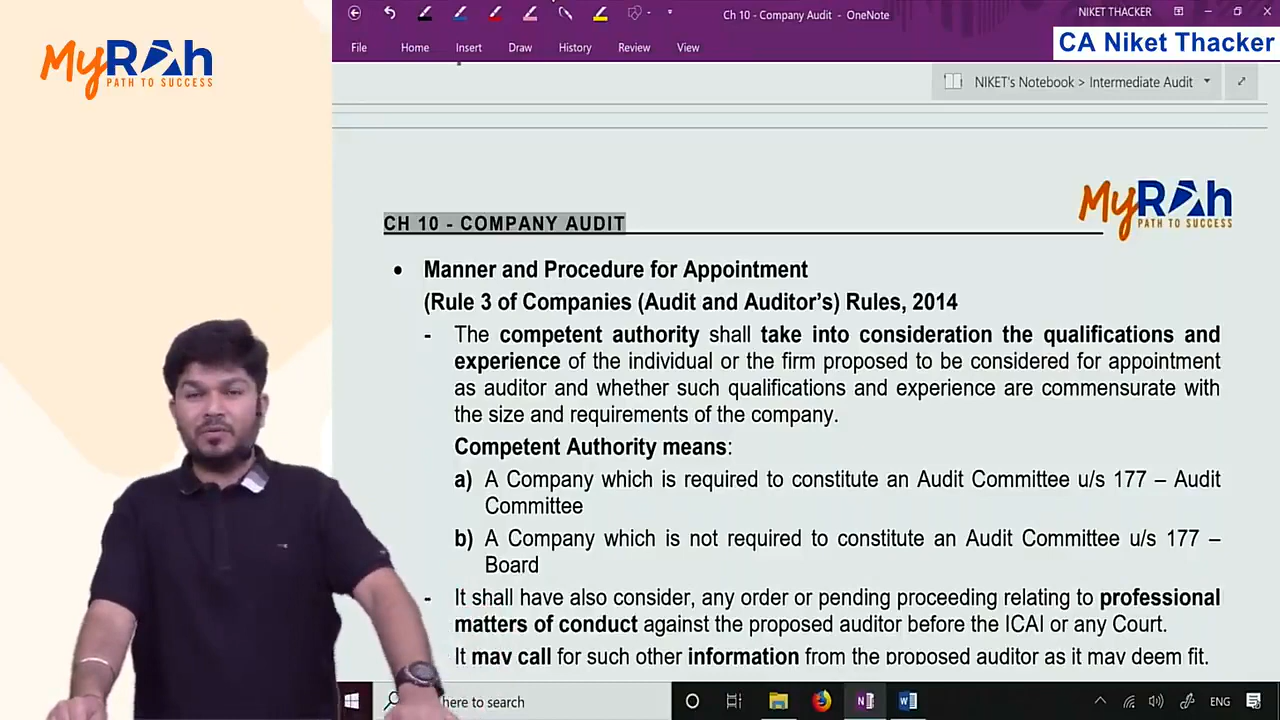 MyRAh
PATH TO SUCCESS
Ch 10 - Company Audit - OneNote
NIKET THACKER
CA Niket Thacker
File Home Insert Draw History Review View
NIKET's Notebook > Intermediate Audit
MyRAh
PATH TO SUCCESS
CH 10 - COMPANY AUDIT
• Manner and Procedure for Appointment
(Rule 3 of Companies (Audit and Auditor's) Rules, 2014
- The competent authority shall take into consideration the qualifications and
experience of the individual or the firm proposed to be considered for appointment
as auditor and whether such qualifications and experience are commensurate with
the size and requirements of the company.
Competent Authority means:
a) A Company which is required to constitute an Audit Committee u/s 177 – Audit
Committee
b) A Company which is not required to constitute an Audit Committee u/s 177 –
Board
- It shall have also consider, any order or pending proceeding relating to professional
matters of conduct against the proposed auditor before the ICAI or any Court.
It may call for such other information from the proposed auditor as it may deem fit.
here to search
ENG